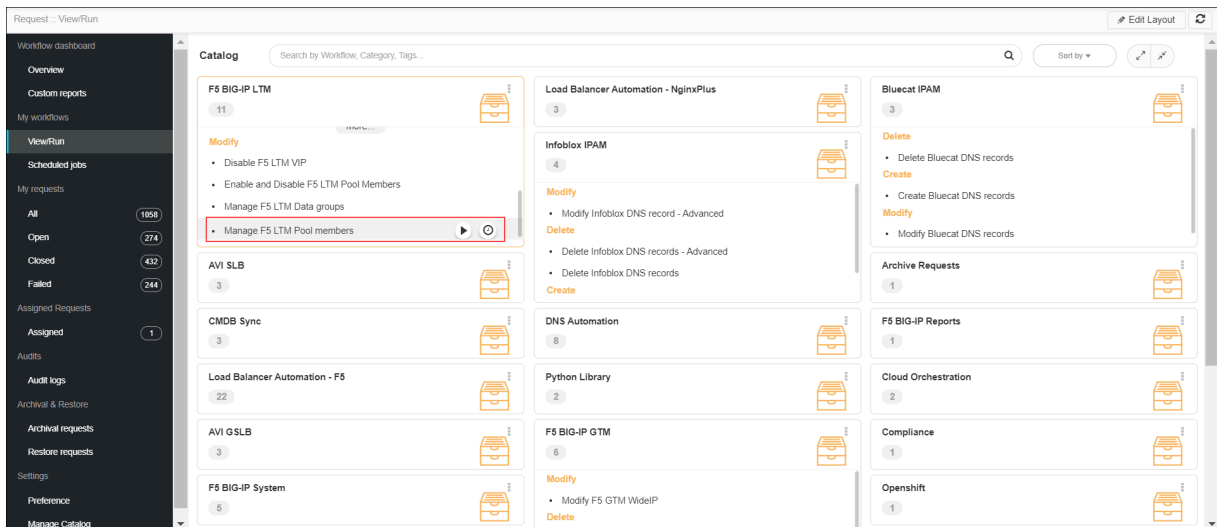 Request :: View/Run
Edit Layout
Workflow dashboard
Overview
Custom reports
My workflows
View/Run
Scheduled jobs
My requests
All
1058
Open
274
Closed
432
Failed
244
Assigned Requests
Assigned
1
Audits
Audit logs
Archival & Restore
Archival requests
Restore requests
Settings
Preference
Manage Catalog
Catalog
Search by Workflow, Category, Tags...
Sort by
F5 BIG-IP LTM
11
More...
Modify
• Disable F5 LTM VIP
• Enable and Disable F5 LTM Pool Members
• Manage F5 LTM Data groups
• Manage F5 LTM Pool members
AVI SLB
3
CMDB Sync
3
Load Balancer Automation - F5
22
AVI GSLB
3
F5 BIG-IP System
5
Load Balancer Automation - NginxPlus
3
Infoblox IPAM
4
Modify
• Modify Infoblox DNS record - Advanced
Delete
• Delete Infoblox DNS records - Advanced
• Delete Infoblox DNS records
Create
DNS Automation
8
Python Library
2
F5 BIG-IP GTM
6
Modify
• Modify F5 GTM WideIP
Delete
Bluecat IPAM
3
Delete
• Delete Bluecat DNS records
Create
• Create Bluecat DNS records
Modify
• Modify Bluecat DNS records
Archive Requests
1
F5 BIG-IP Reports
1
Cloud Orchestration
2
Compliance
1
Openshift
1